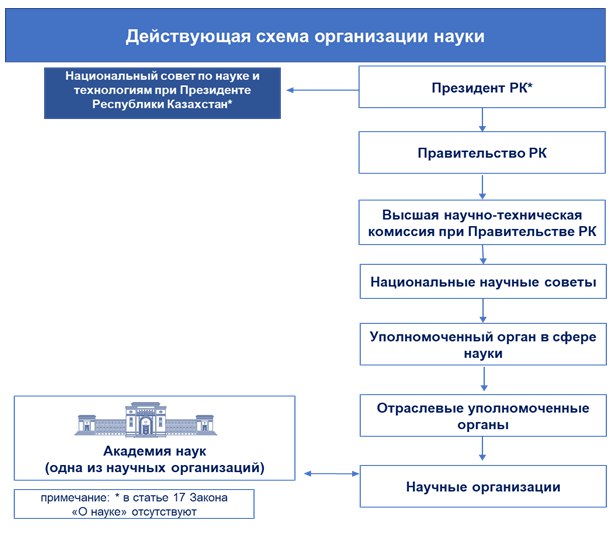 Действующая схема организации науки
Национальный совет по науке и
технологиям при Президенте
Республики Казахстан*
Президент РК*
Правительство РК
Высшая научно-техническая
комиссия при Правительстве РК
Национальные научные советы
Уполномоченный орган в сфере
науки
Отраслевые уполномоченные
органы
Академия наук
(одна из научных организаций)
Научные организации
примечание: * в статье 17 Закона
«О науке» отсутствуют